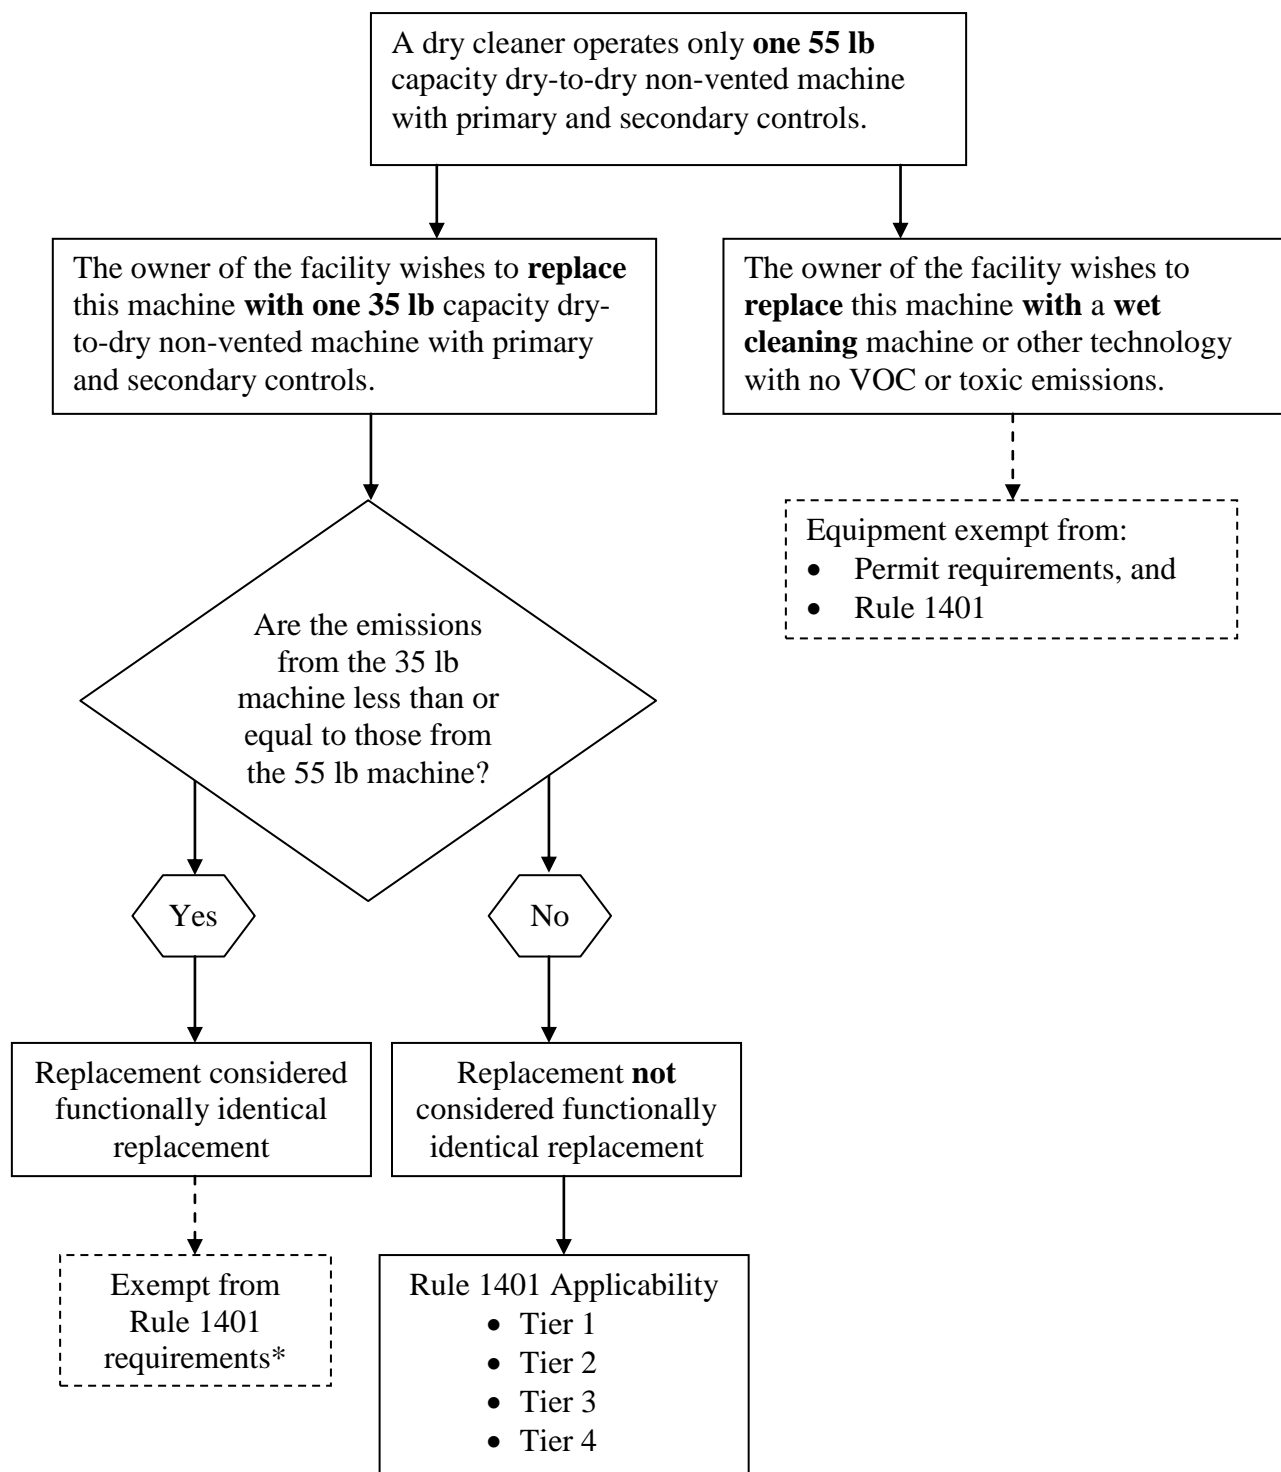 A dry cleaner operates only one 55 lb
capacity dry-to-dry non-vented machine
with primary and secondary controls.
The owner of the facility wishes to replace
this machine with one 35 lb capacity dry-
to-dry non-vented machine with primary
and secondary controls.
The owner of the facility wishes to
replace this machine with a wet
cleaning machine or other technology
with no VOC or toxic emissions.
Equipment exempt from:
• Permit requirements, and
• Rule 1401
Are the emissions
from the 35 lb
machine less than or
equal to those from
the 55 lb machine?
Yes
No
Replacement considered
functionally identical
replacement
Replacement not
considered functionally
identical replacement
Exempt from
Rule 1401
requirements*
Rule 1401 Applicability
• Tier 1
• Tier 2
• Tier 3
• Tier 4